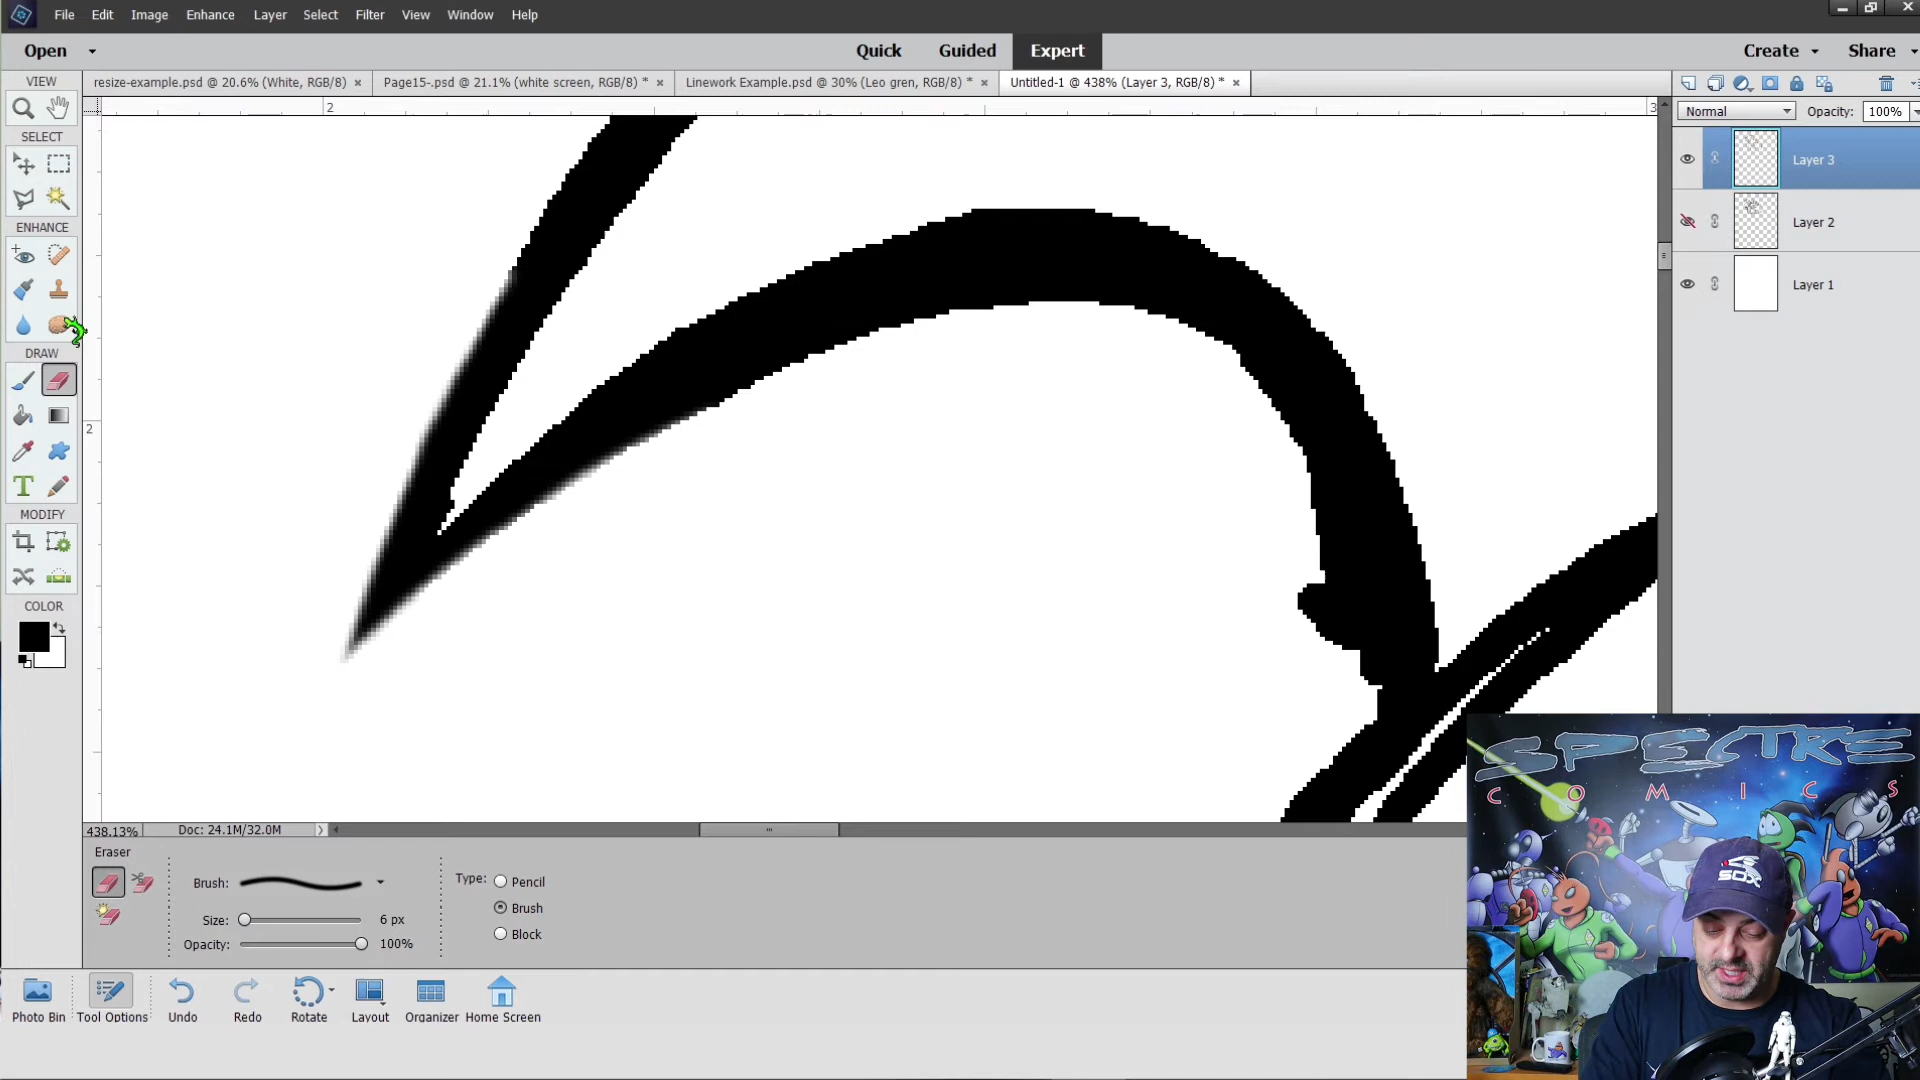 File Edit Image Enhance Layer Select Filter View Window Help
Open Quick Guided Expert Create Share
VIEW
resize-example.psd @ 20.6% (White, RGB/8) × Page15-.psd @ 21.1% (white screen, RGB/8) * × Linework Example.psd @ 30% (Leo gren, RGB/8) * × Untitled-1 @ 438% (Layer 3, RGB/8) * ×
2 3
Normal Opacity: 100%
SELECT
Layer 3
Layer 2
ENHANCE
Layer 1
DRAW
2
T
MODIFY
COLOR
SPECTRE
COMICS
438.13% Doc: 24.1M/32.0M
Eraser
Brush: Type: Pencil
Brush
Size: 6 px
Block
Opacity: 100%
SOX
Photo Bin Tool Options Undo Redo Rotate Layout Organizer Home Screen